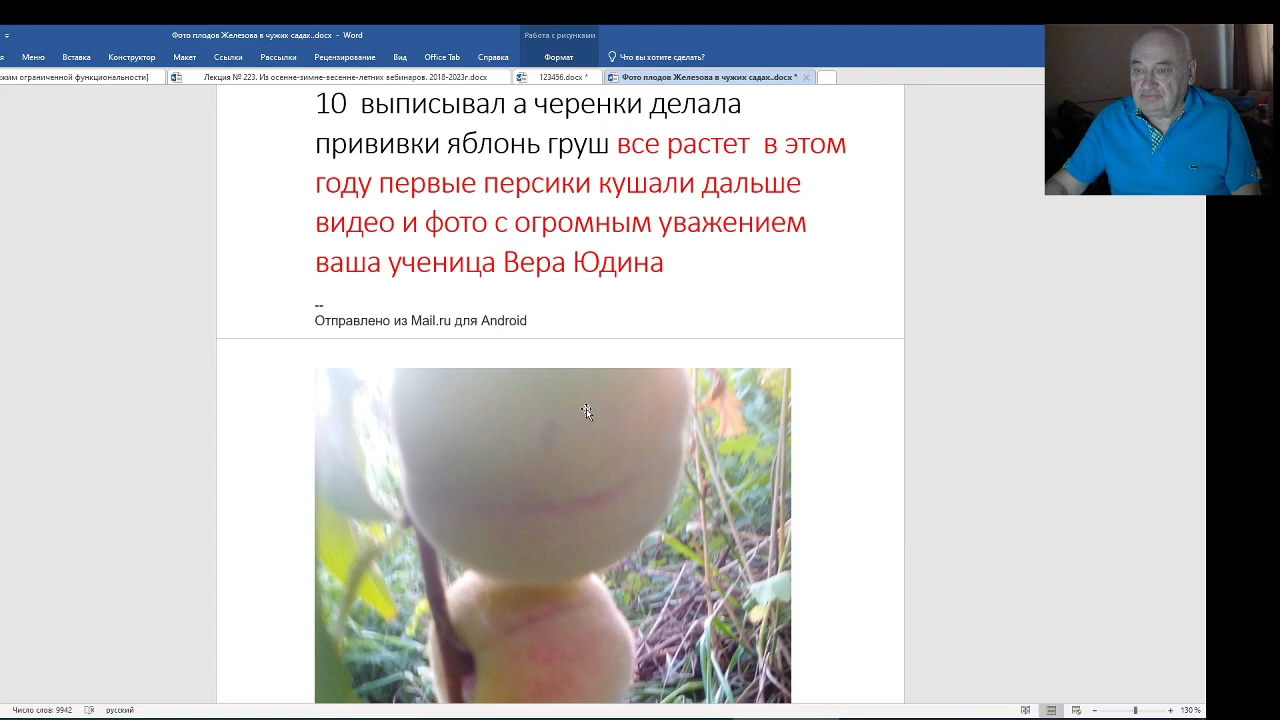 Фото плодов Железова в чужих садах..docx - Word
Работа с рисунками
Меню Вставка Конструктор Макет Ссылки Рассылки Рецензирование Вид Office Tab Справка Формат Что вы хотите сделать?
жим ограниченной функциональности]
Лекция № 223. Из осенне-зимне-весенне-летних вебинаров. 2018-2023г.docx
123456.docx *
Фото плодов Железова в чужих садах..docx *
10 выписывал а черенки делала
прививки яблонь груш все растет в этом
году первые персики кушали дальше
видео и фото с огромным уважением
ваша ученица Вера Юдина
--
Отправлено из Mail.ru для Android
Число слов: 9942 русский 130 %